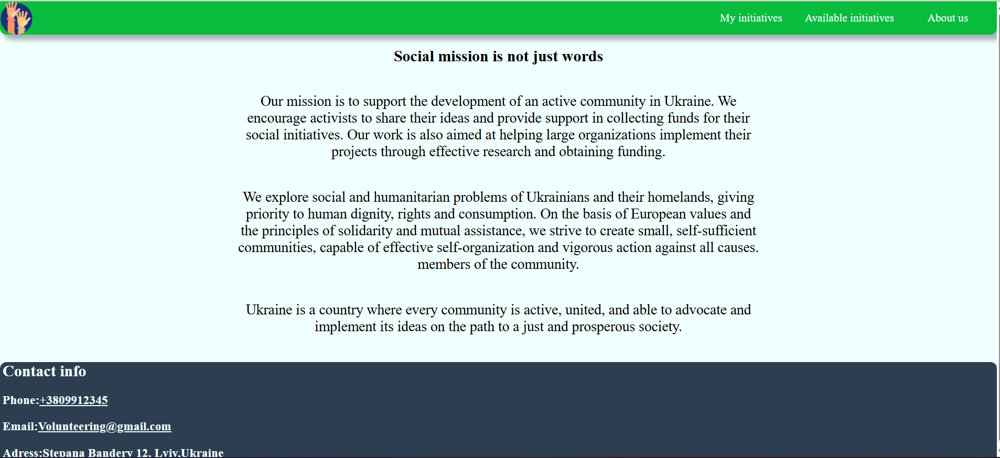 My initiatives Available initiatives About us
Social mission is not just words
Our mission is to support the development of an active community in Ukraine. We
encourage activists to share their ideas and provide support in collecting funds for their
social initiatives. Our work is also aimed at helping large organizations implement their
projects through effective research and obtaining funding.
We explore social and humanitarian problems of Ukrainians and their homelands, giving
priority to human dignity, rights and consumption. On the basis of European values and
the principles of solidarity and mutual assistance, we strive to create small, self-sufficient
communities, capable of effective self-organization and vigorous action against all causes.
members of the community.
Ukraine is a country where every community is active, united, and able to advocate and
implement its ideas on the path to a just and prosperous society.
Contact info
Phone:+3809912345
Email:Volunteering@gmail.com
Adress:Stepana Bandery 12, Lviv,Ukraine